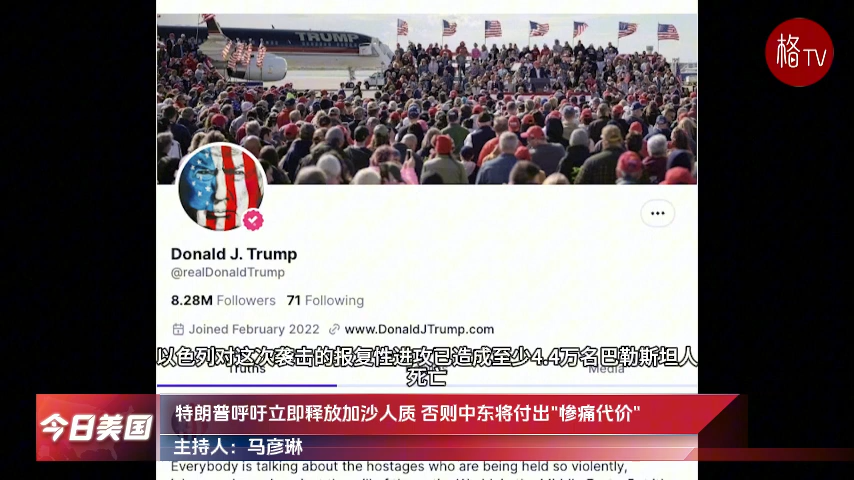 TRUMP
格TV
Donald J. Trump
@realDonaldTrump
8.28M Followers 71 Following
Joined February 2022 www.DonaldJTrump.com
以色列对这次袭击的报复性进攻已造成至少4.4万名巴勒斯坦人
死亡
Truths
Media
今日美国
特朗普呼吁立即释放加沙人质 否则中东将付出"惨痛代价"
主持人：马彦琳
Everybody is talking about the hostages who are being held so violently,